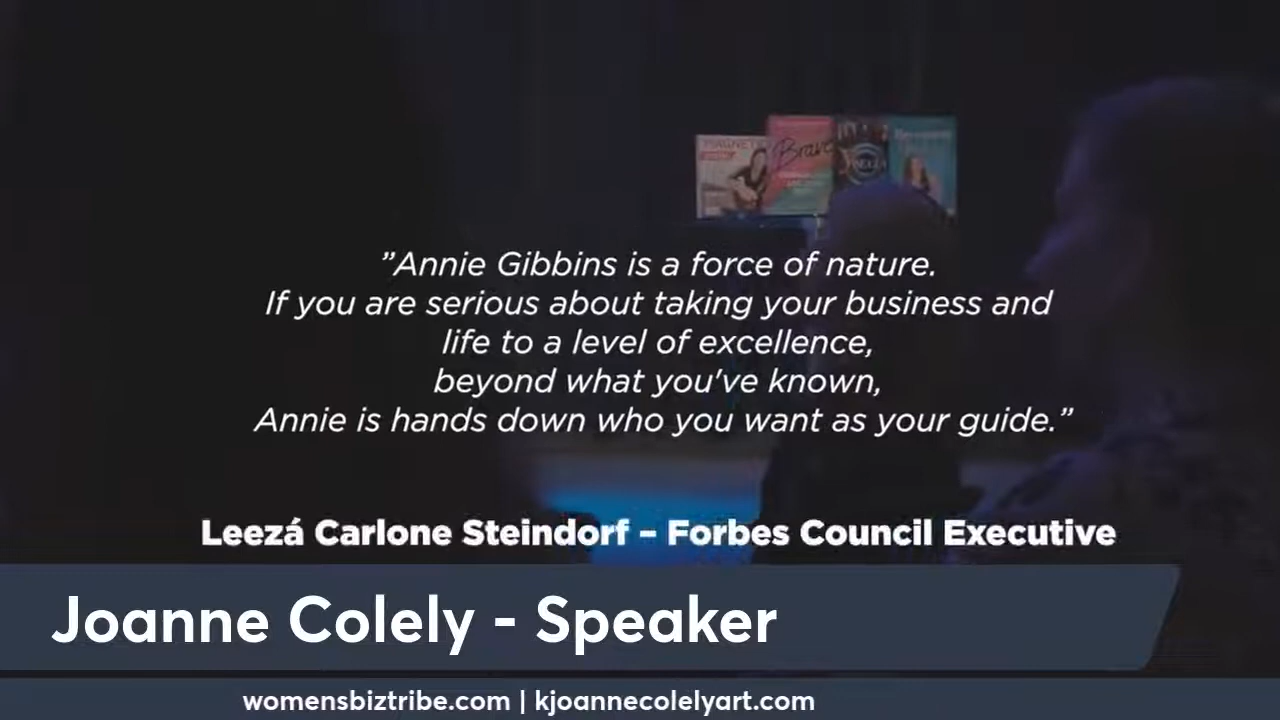 MAGNETIC
Brave
”Annie Gibbins is a force of nature.
If you are serious about taking your business and
life to a level of excellence,
beyond what you've known,
Annie is hands down who you want as your guide.”
Leezá Carlone Steindorf – Forbes Council Executive
Joanne Colely - Speaker
womensbiztribe.com | kjoannecolelyart.com